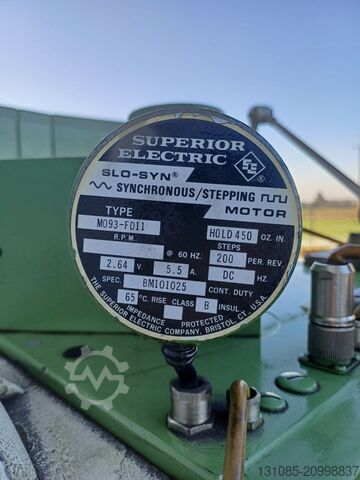 SUPERIOR
ELECTRIC
SE
SLO-SYN®
SYNCHRONOUS/STEPPING
MOTOR
TYPE
M093-FD11
HOLD 450 OZ. IN.
R.P.M.
STEPS
@ 60 HZ.
200 PER. REV.
2.64 V. 5.5 A. DC HZ.
SPEC. BM101025 CONT. DUTY
65 °C. RISE CLASS B INSUL.
IMPEDANCE PROTECTED
THE SUPERIOR ELECTRIC COMPANY, BRISTOL, CT., U.S.A.
131085-20998837